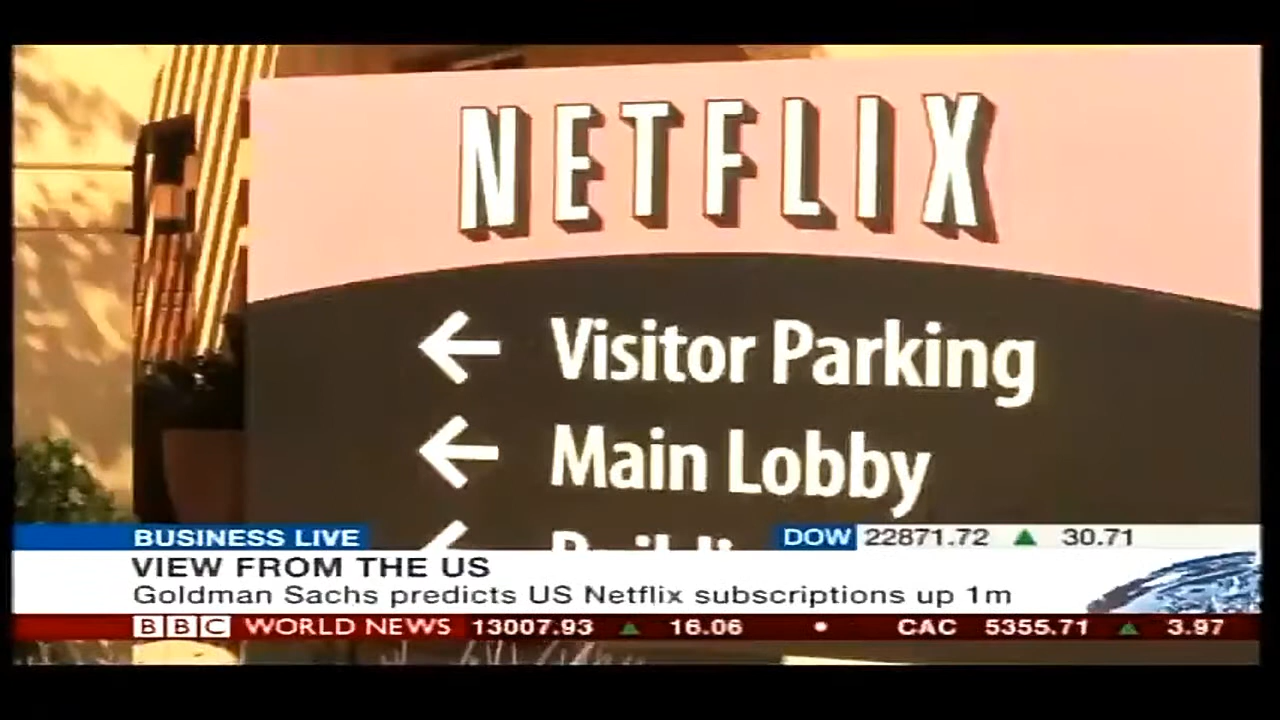 NETFLIX
← Visitor Parking
← Main Lobby
BUSINESS LIVE
DOW 22871.72 ▲ 30.71
VIEW FROM THE US
Goldman Sachs predicts US Netflix subscriptions up 1m
BBC WORLD NEWS 13007.93 ▲ 16.06 • CAC 5355.71 ▲ 3.97